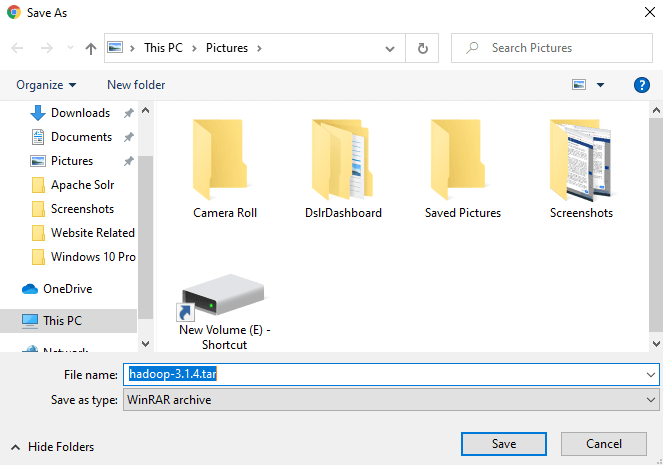 Save As
This PC > Pictures >
Search Pictures
Organize
New folder
Downloads
Documents
Pictures
Apache Solr
Screenshots
Website Related
Windows 10 Pro
OneDrive
This PC
Network
Camera Roll
DslrDashboard
Saved Pictures
Screenshots
New Volume (E) -
Shortcut
File name:
hadoop-3.1.4.tar
Save as type:
WinRAR archive
Hide Folders
Save
Cancel